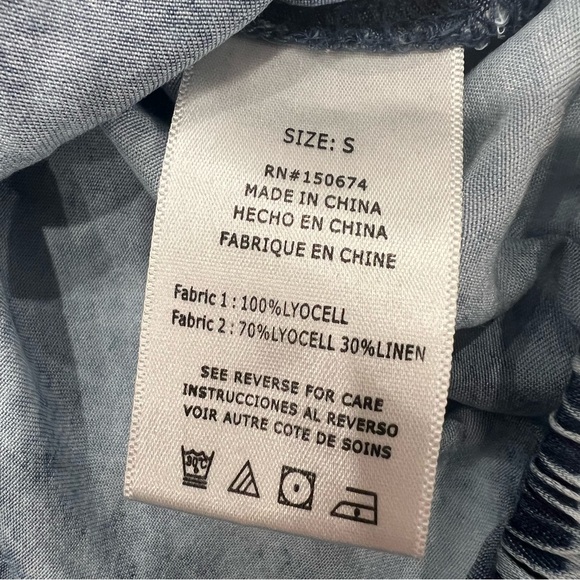 SIZE: S
RN#150674
MADE IN CHINA
HECHO EN CHINA
FABRIQUE EN CHINE
Fabric 1 : 100%LYOCELL
Fabric 2 : 70%LYOCELL 30%LINEN
SEE REVERSE FOR CARE
INSTRUCCIONES AL REVERSO
VOIR AUTRE COTE DE SOINS
30°C